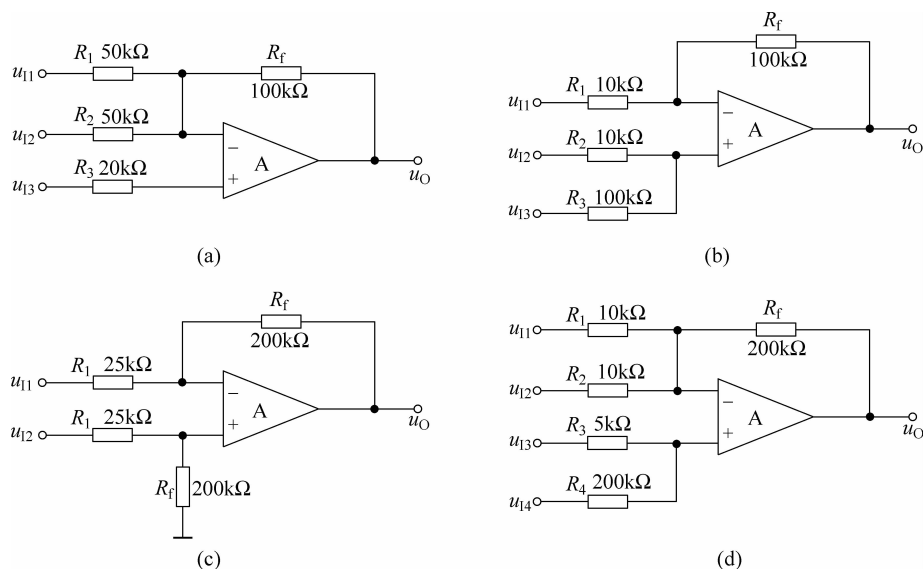 R1 50kΩ
uI1
Rf
100kΩ
R2
50kΩ
uI2
R3 20kΩ
uI3
−
+
A
uO
(a)
Rf
100kΩ
R1 10kΩ
uI1
R2 10kΩ
uI2
R3 100kΩ
uI3
−
+
A
uO
(b)
Rf
200kΩ
R1 25kΩ
uI1
R1 25kΩ
uI2
−
+
A
uO
Rf 200kΩ
(c)
R1 10kΩ
uI1
Rf
200kΩ
R2
10kΩ
uI2
R3 5kΩ
uI3
R4 200kΩ
uI4
−
+
A
uO
(d)